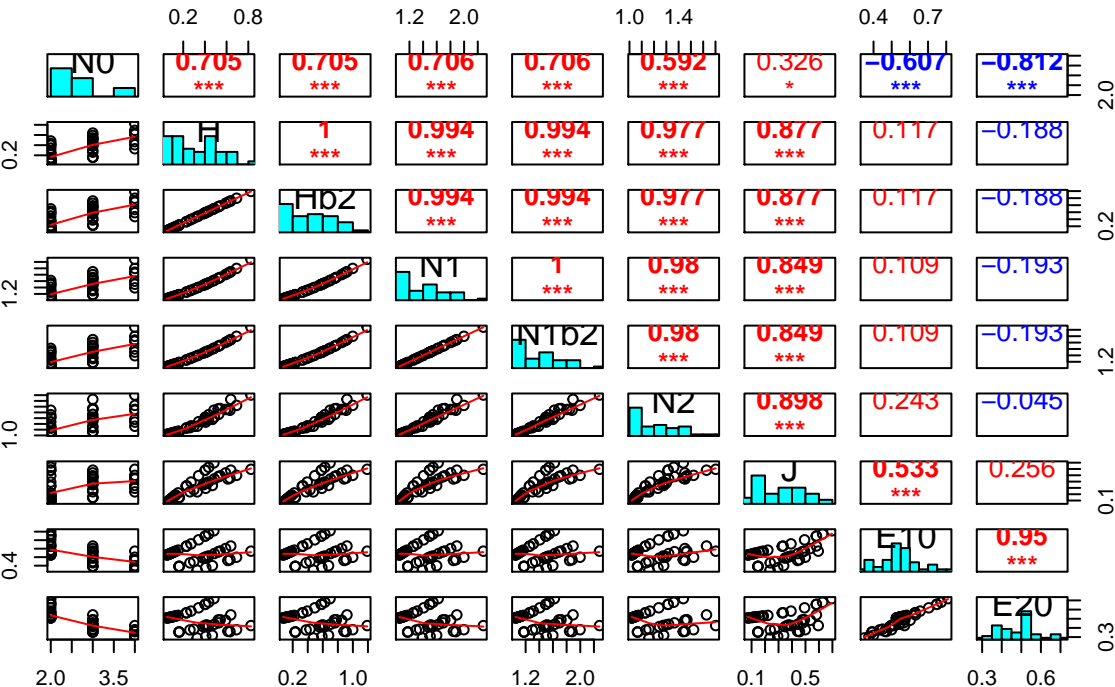 0.2 0.8 1.2 2.0 1.0 1.4 0.4 0.7
N0 0.705 0.705 0.706 0.706 0.592 0.326 −0.607 −0.812
*** *** *** *** *** * *** ***
2.0
H 1 0.994 0.994 0.977 0.877 0.117 −0.188
*** *** *** *** ***
0.2
Hb2 0.994 0.994 0.977 0.877 0.117 −0.188
*** *** *** ***
0.2
N1 1 0.98 0.849 0.109 −0.193
*** *** ***
1.2
N1b2 0.98 0.849 0.109 −0.193
*** ***
1.2
N2 0.898 0.243 −0.045
***
1.0
J 0.533 0.256
***
0.1
E10 0.95
***
0.4
E20
0.3
2.0 3.5 0.2 1.0 1.2 2.0 0.1 0.5 0.3 0.6